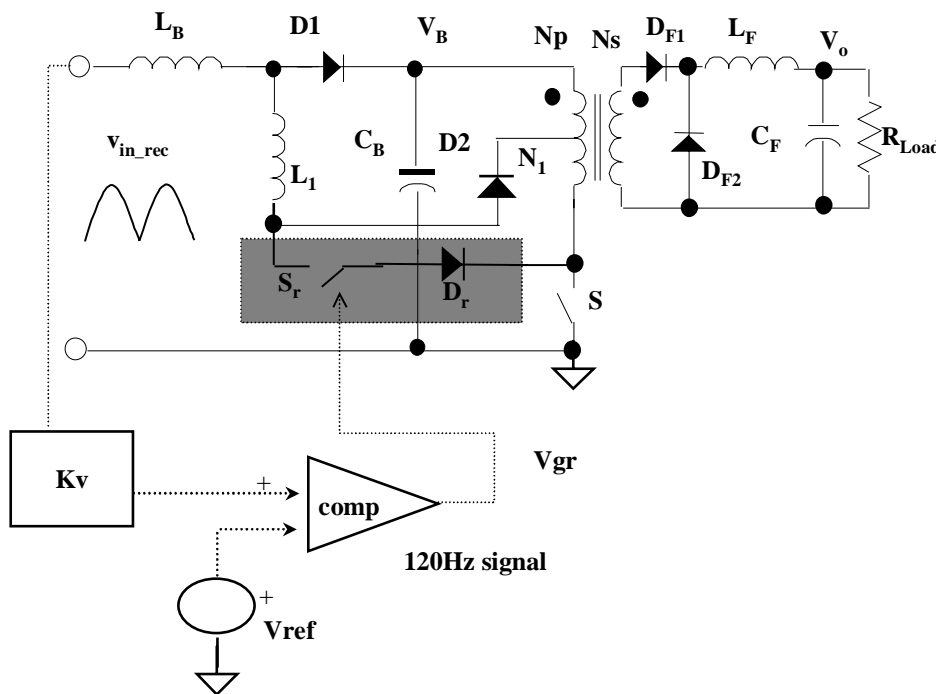 L_B D1 V_B Np Ns D_F1 L_F V_o
v_in_rec L_1 C_B D2 N_1 D_F2 C_F R_Load
S_r D_r S
Kv + comp Vgr
120Hz signal
+
Vref